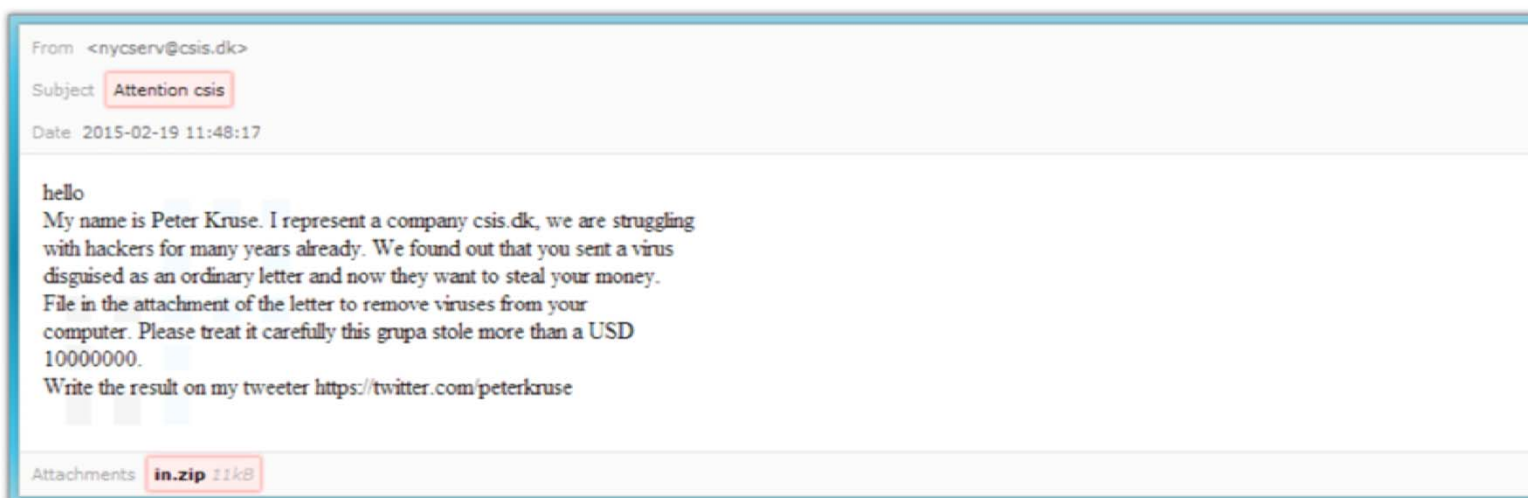 From <nycserv@csis.dk>
Subject Attention csis
Date 2015-02-19 11:48:17
hello
My name is Peter Kruse. I represent a company csis.dk, we are struggling
with hackers for many years already. We found out that you sent a virus
disguised as an ordinary letter and now they want to steal your money.
File in the attachment of the letter to remove viruses from your
computer. Please treat it carefully this grupa stole more than a USD
10000000.
Write the result on my tweeter https://twitter.com/peterkruse
Attachments in.zip 11kB